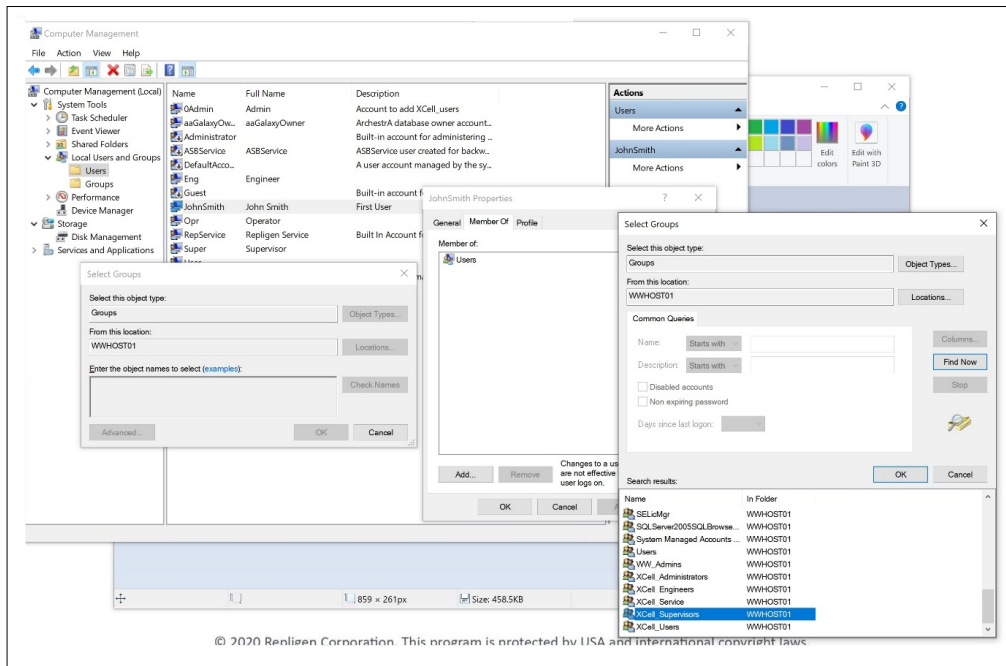 Computer Management
File Action View Help
Computer Management (Local)
System Tools
Task Scheduler
Event Viewer
Shared Folders
Local Users and Groups
Users
Groups
Performance
Device Manager
Storage
Disk Management
Services and Applications
Name Full Name Description
0Admin Admin Account to add XCell_users
aaGalaxyOw... aaGalaxyOwner ArchestrA database owner account...
Administrator Built-in account for administering ...
ASBService ASBService ASBService user created for backw...
DefaultAcco... A user account managed by the sy...
Eng Engineer
Guest Built-in account f
JohnSmith John Smith First User
Opr Operator
RepService Repligen Service Built In Account f
Super Supervisor
Actions
Users
More Actions
JohnSmith
More Actions
Edit colors
Edit with Paint 3D
Select Groups
Select this object type:
Groups
Object Types...
From this location:
WWHOST01
Locations...
Enter the object names to select (examples):
Check Names
Advanced...
OK
Cancel
JohnSmith Properties ?
General Member Of Profile
Member of:
Users
Add...
Remove
Changes to a us
are not effective
user logs on.
OK
Cancel
Select Groups
Select this object type:
Groups
Object Types...
From this location:
WWHOST01
Locations...
Common Queries
Name: Starts with
Description: Starts with
Disabled accounts
Non expiring password
Days since last logon:
Columns...
Find Now
Stop
OK
Cancel
Search results:
Name In Folder
SELicMgr WWHOST01
SQLServer2005SQLBrowse... WWHOST01
System Managed Accounts ... WWHOST01
Users WWHOST01
WW_Admins WWHOST01
XCell_Administrators WWHOST01
XCell_Engineers WWHOST01
XCell_Service WWHOST01
XCell_Supervisors WWHOST01
XCell_Users WWHOST01
859 × 261px
Size: 458.5KB
© 2020 Repligen Corporation. This program is protected by USA and international copyright laws.